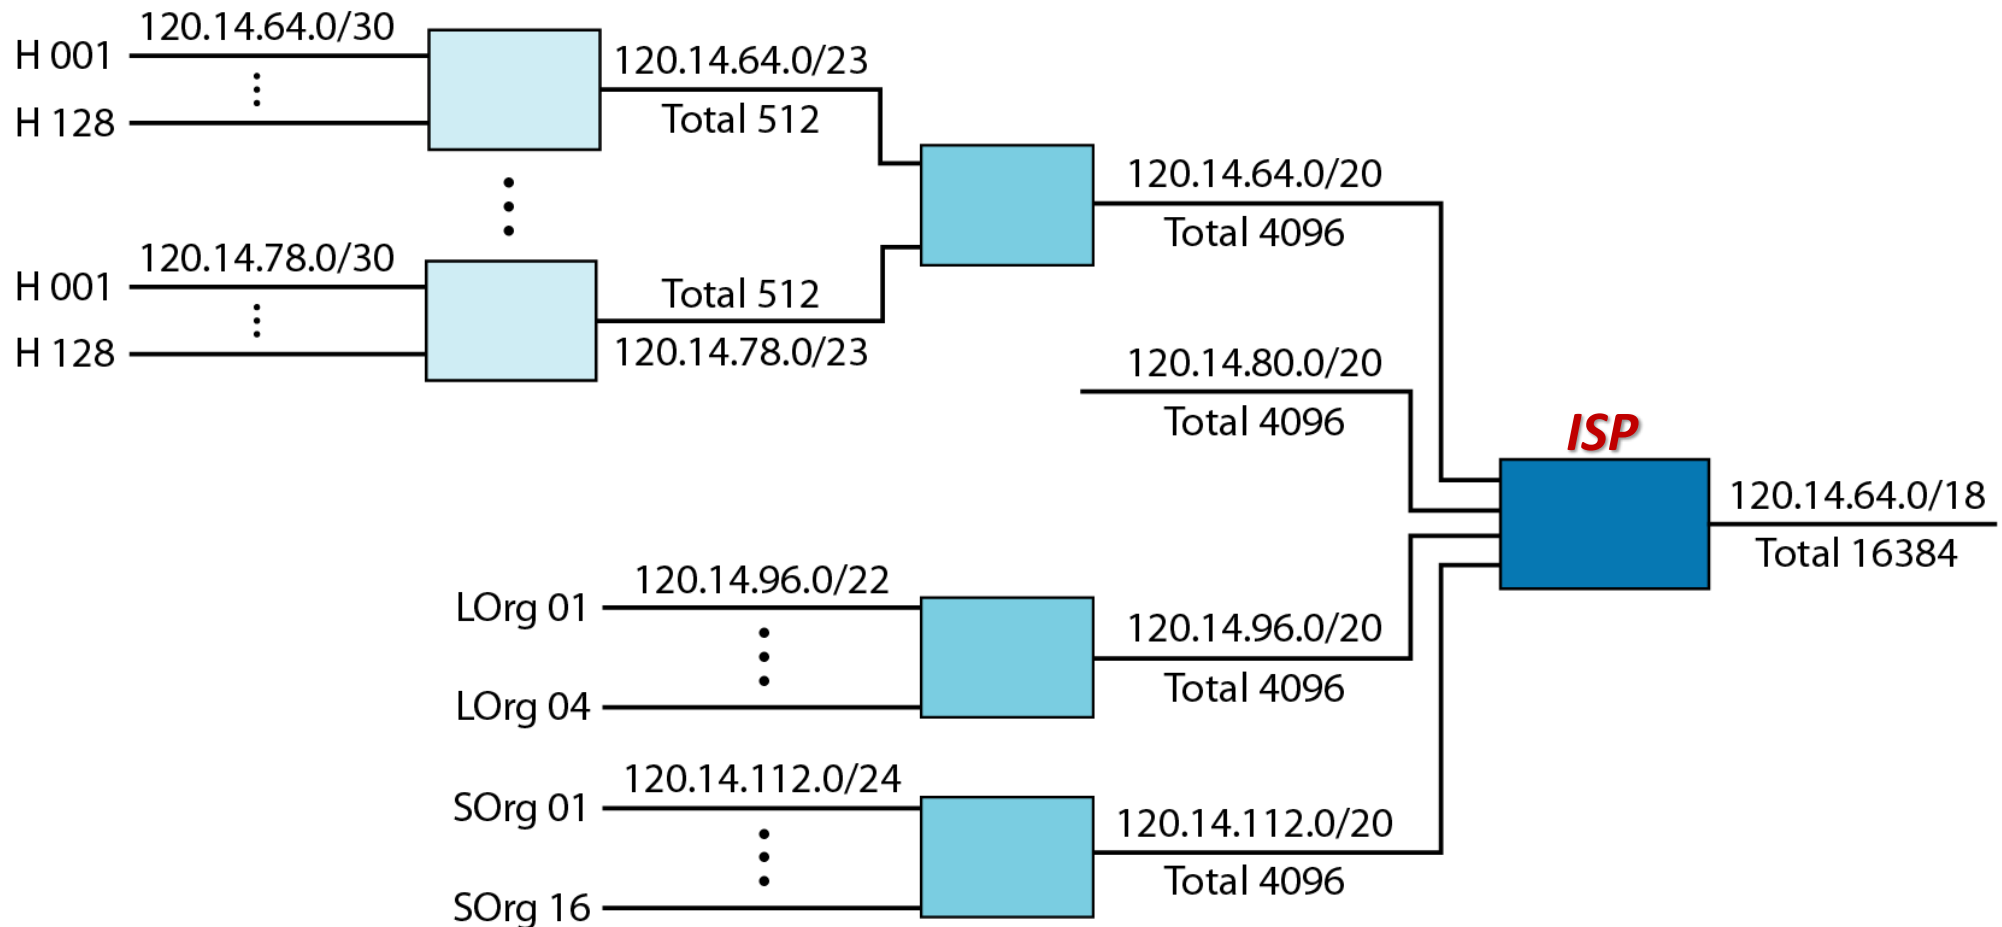 H 001
120.14.64.0/30
H 128
120.14.64.0/23
Total 512
H 001
120.14.78.0/30
H 128
Total 512
120.14.78.0/23
120.14.64.0/20
Total 4096
120.14.80.0/20
Total 4096
ISP
120.14.64.0/18
Total 16384
LOrg 01
120.14.96.0/22
LOrg 04
120.14.96.0/20
Total 4096
SOrg 01
120.14.112.0/24
SOrg 16
120.14.112.0/20
Total 4096